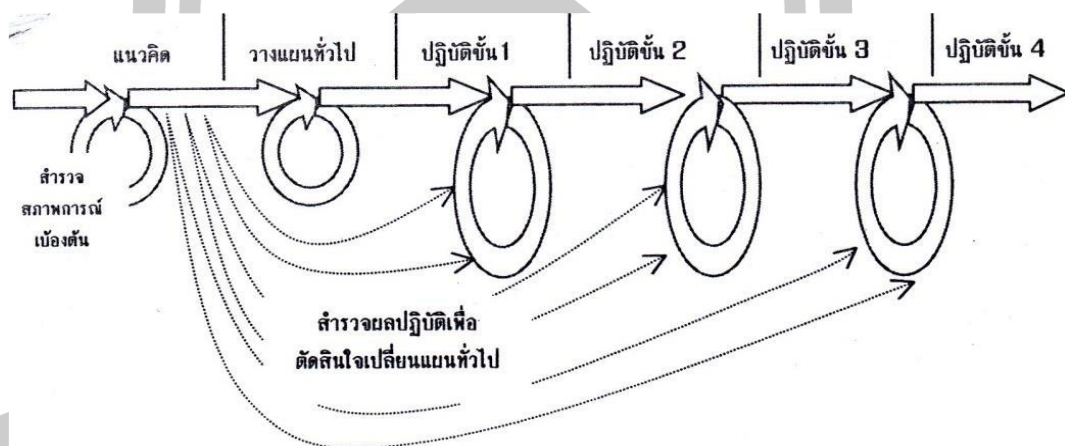 แนวคิด
วางแผนทั่วไป
ปฏิบัติขั้น 1
ปฏิบัติขั้น 2
ปฏิบัติขั้น 3
ปฏิบัติขั้น 4
สำรวจ
สภาพการณ์
เบ้องต้น
สำรวจผลปฏิบัติเพื่อ
ตัดสินใจเปลี่ยนแผนทั่วไป